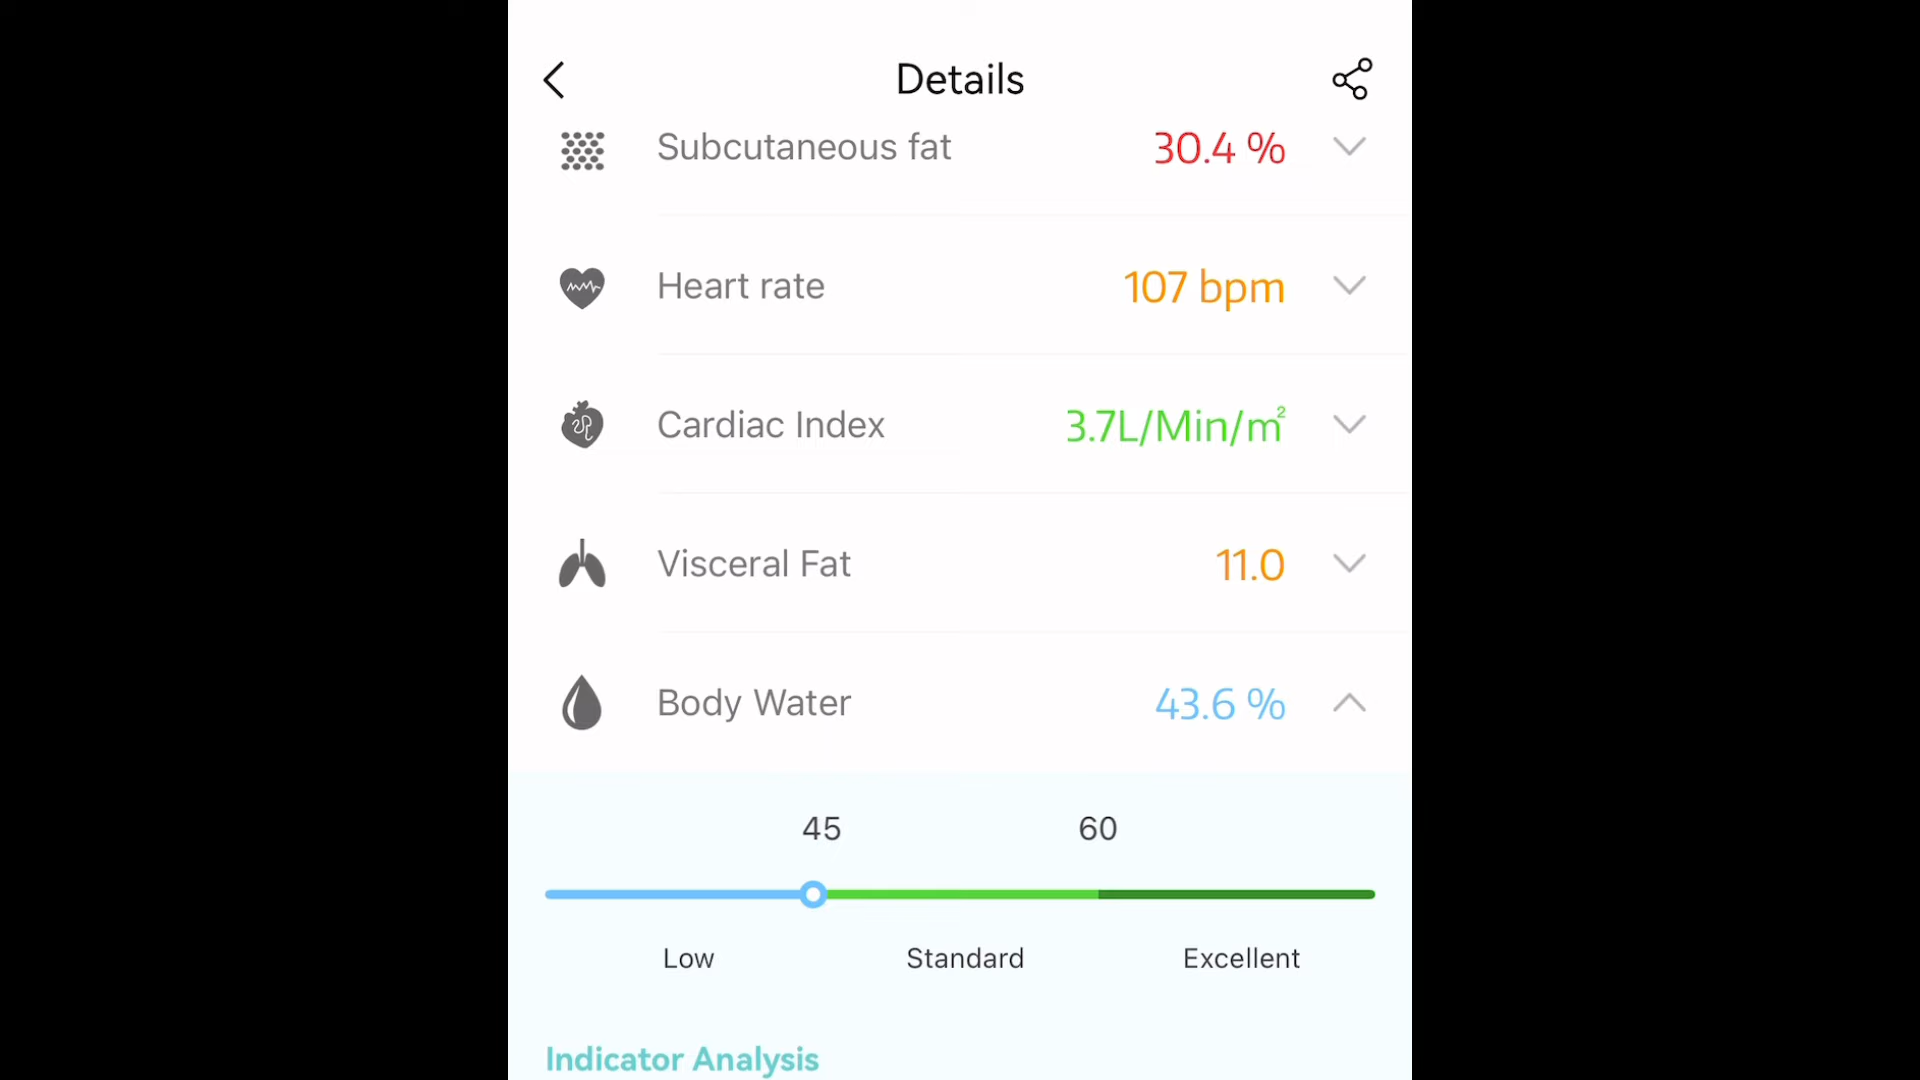 Details
Subcutaneous fat 30.4 %
Heart rate 107 bpm
Cardiac Index 3.7L/Min/m²
Visceral Fat 11.0
Body Water 43.6 %
45 60
Low Standard Excellent
Indicator Analysis